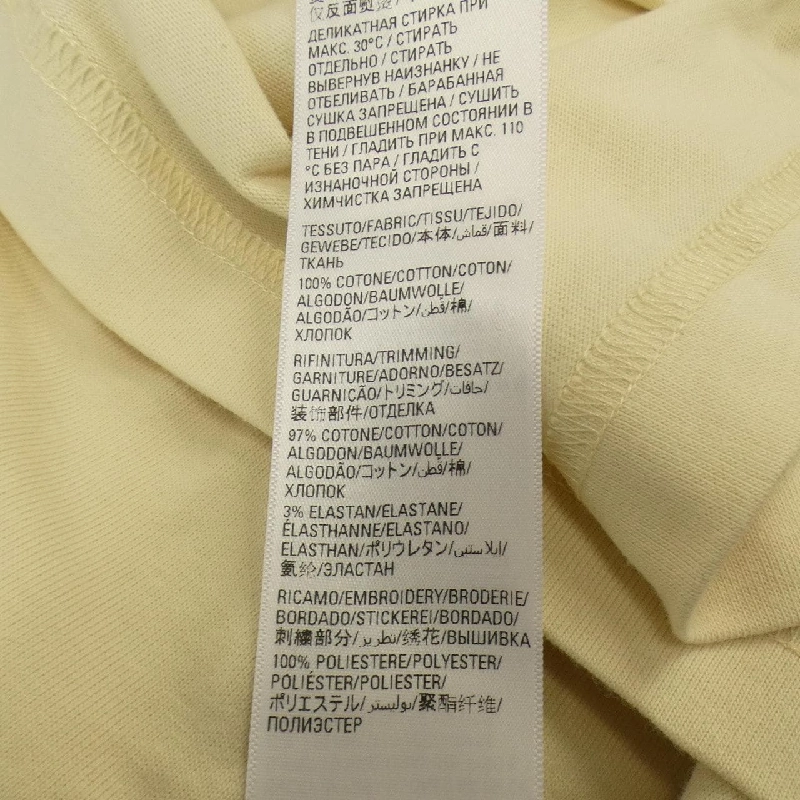 仅反面熨烫
ДЕЛИКАТНАЯ СТИРКА ПРИ
МАКС. 30°C / СТИРАТЬ
ОТДЕЛЬНО / СТИРАТЬ
ВЫВЕРНУВ НАИЗНАНКУ / НЕ
ОТБЕЛИВАТЬ / БАРАБАННАЯ
СУШКА ЗАПРЕЩЕНА / СУШИТЬ
В ПОДВЕШЕННОМ СОСТОЯНИИ В
ТЕНИ / ГЛАДИТЬ ПРИ МАКС. 110
°C БЕЗ ПАРА / ГЛАДИТЬ С
ИЗНАНОЧНОЙ СТОРОНЫ /
ХИМЧИСТКА ЗАПРЕЩЕНА
TESSUTO/FABRIC/TISSU/TEJIDO/
GEWEBE/TECIDO/本体/قماش/面料/
ТКАНЬ
100% COTONE/COTTON/COTON/
ALGODON/BAUMWOLLE/
ALGODÃO/コットン/قطن/棉/
ХЛОПОК
RIFINITURA/TRIMMING/
GARNITURE/ADORNO/BESATZ/
GUARNIÇÃO/トリミング/حافات/
装饰部件/ОТДЕЛКА
97% COTONE/COTTON/COTON/
ALGODON/BAUMWOLLE/
ALGODÃO/コットン/قطن/棉/
ХЛОПОК
3% ELASTAN/ELASTANE/
ÉLASTHANNE/ELASTANO/
ELASTHAN/ポリウレタン/ايلاستين/
氨纶/ЭЛАСТАН
RICAMO/EMBROIDERY/BRODERIE/
BORDADO/STICKEREI/BORDADO/
刺繍部分/تطريز/绣花/ВЫШИВКА
100% POLIESTERE/POLYESTER/
POLIÉSTER/POLIESTER/
ポリエステル/بوليستر/聚酯纤维/
ПОЛИЭСТЕР